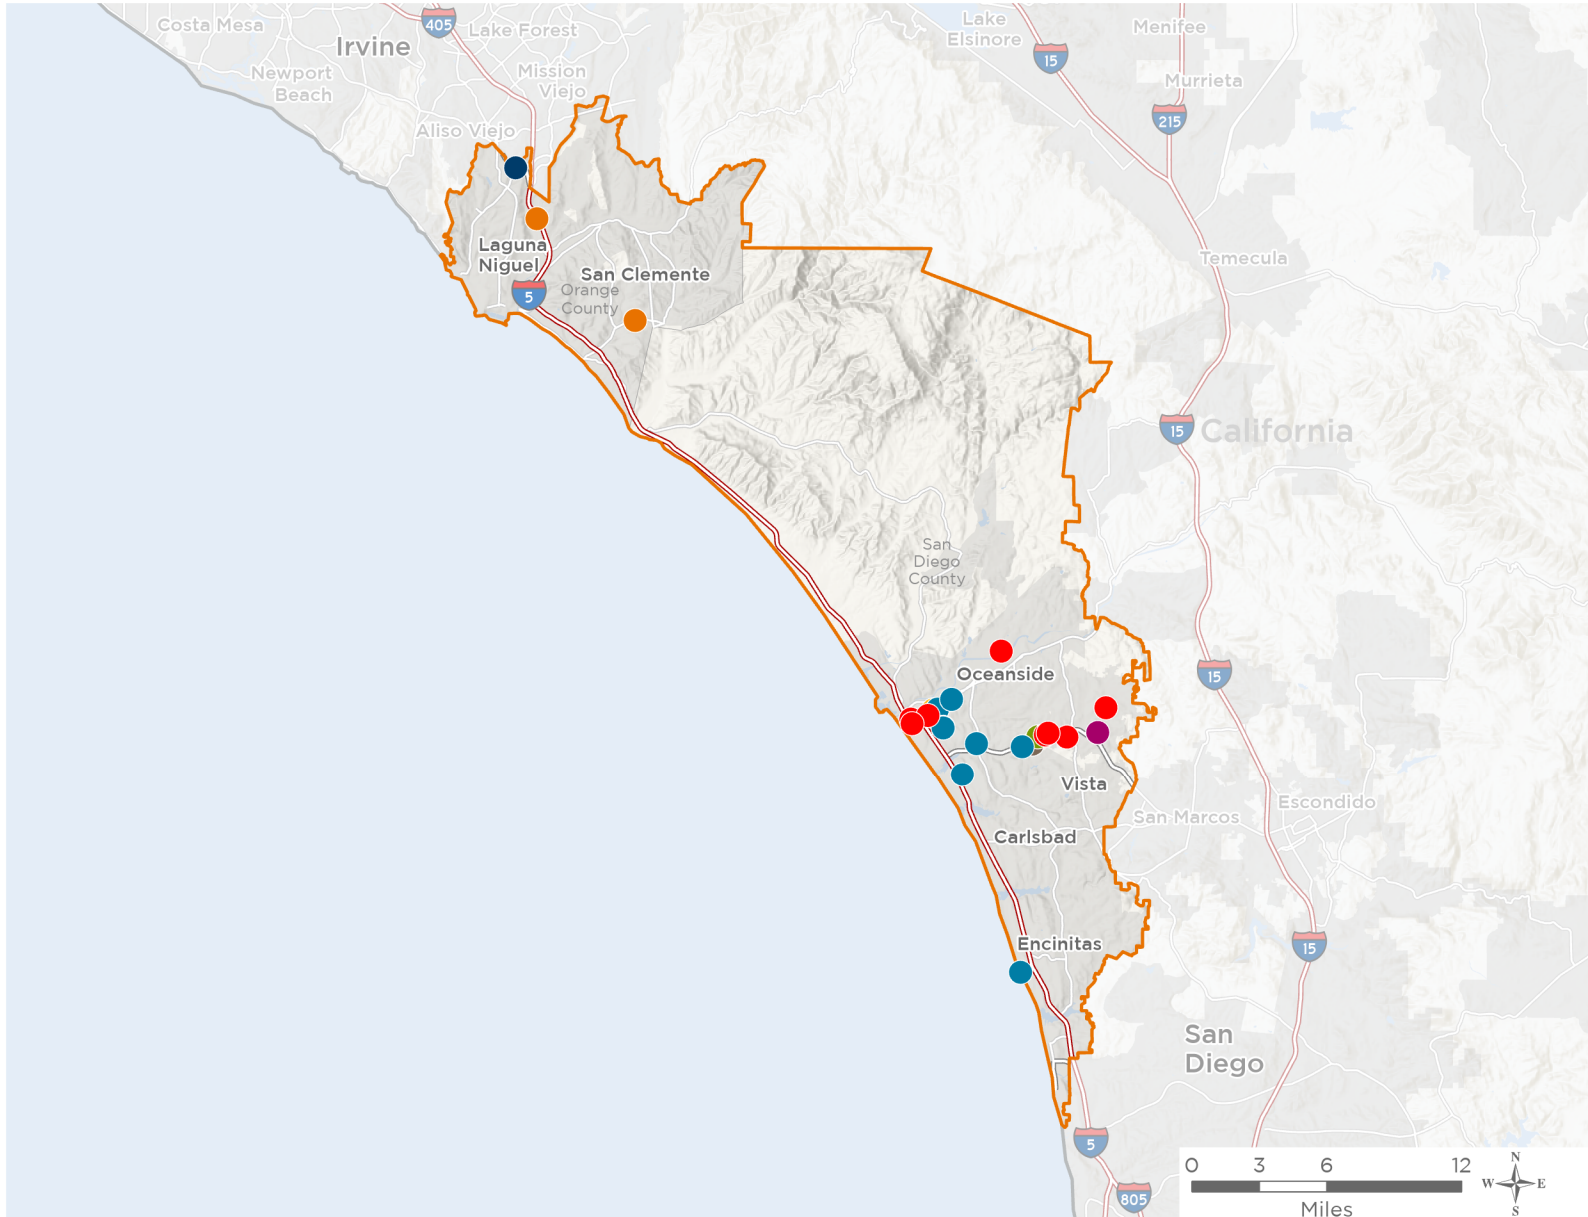 Costa Mesa
405
Lake Forest
Irvine
Newport
Beach
Mission
Viejo
Aliso Viejo
Lake
Elsinore
15
Menifee
Murrieta
215
Temecula
Laguna
Niguel
5
San Clemente
Orange
County
15
California
San
Diego
County
Oceanside
15
Vista
Escondido
San Marcos
Carlsbad
Encinitas
15
San
Diego
5
805
0 3 6 12
Miles
N
W E
S